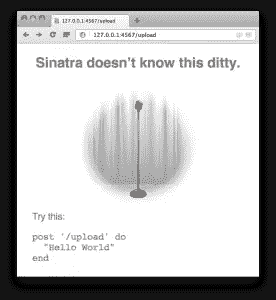 127.0.0.1:4567/upload
127.0.0.1:4567/upload
Sinatra doesn't know this ditty.
Try this:
post '/upload' do
"Hello World"
end